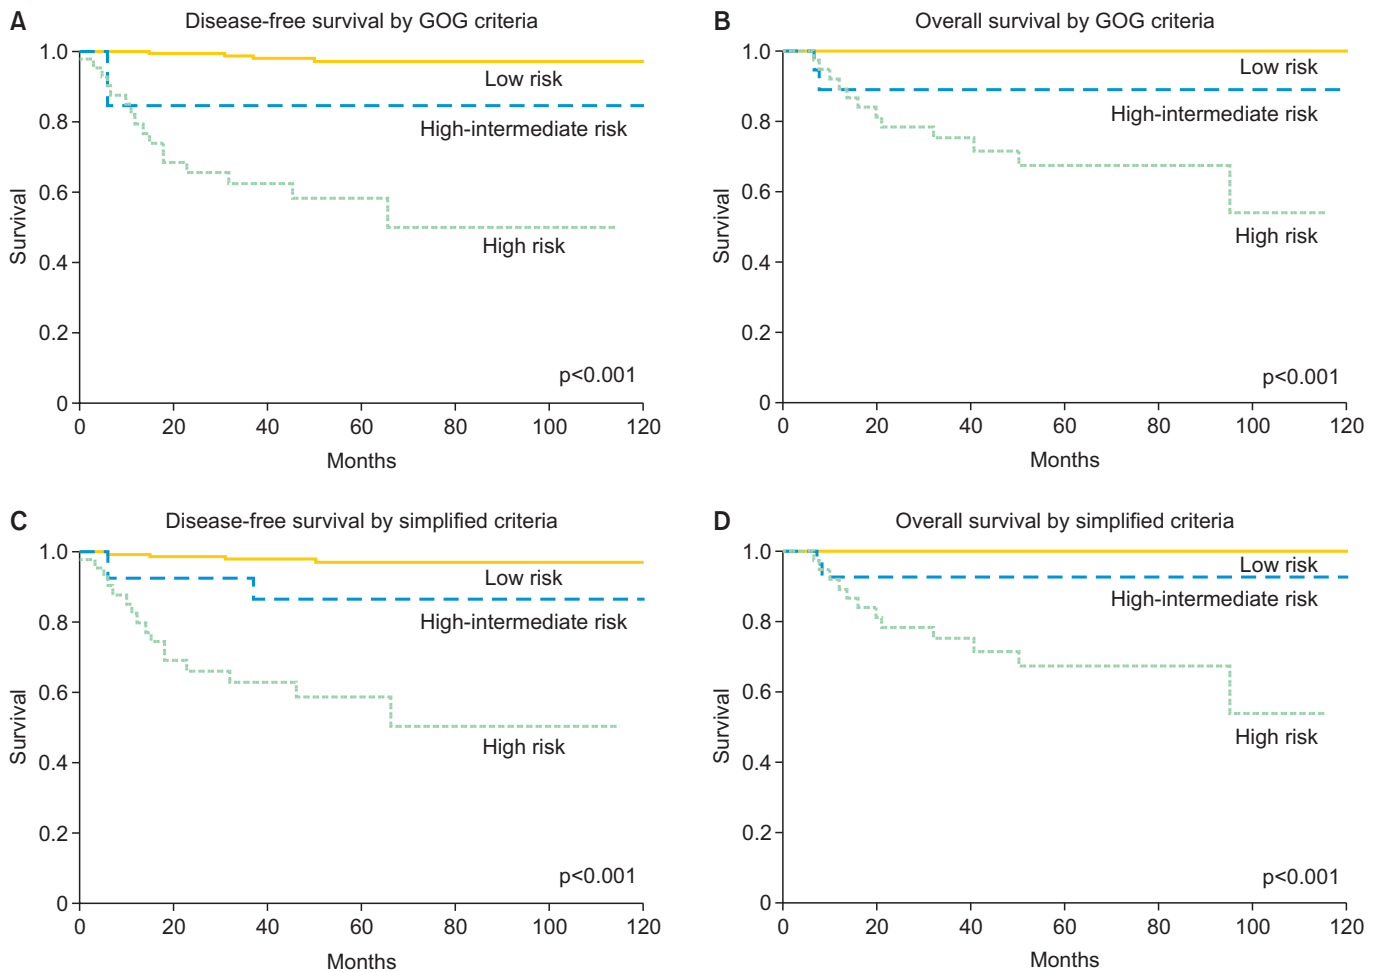 A
Disease-free survival by GOG criteria
1.0
0.8
0.6
0.4
0.2
0
Survival
Low risk
High-intermediate risk
High risk
p<0.001
0 20 40 60 80 100 120
Months
B
Overall survival by GOG criteria
1.0
0.8
0.6
0.4
0.2
0
Survival
Low risk
High-intermediate risk
High risk
p<0.001
0 20 40 60 80 100 120
Months
C
Disease-free survival by simplified criteria
1.0
0.8
0.6
0.4
0.2
0
Survival
Low risk
High-intermediate risk
High risk
p<0.001
0 20 40 60 80 100 120
Months
D
Overall survival by simplified criteria
1.0
0.8
0.6
0.4
0.2
0
Survival
Low risk
High-intermediate risk
High risk
p<0.001
0 20 40 60 80 100 120
Months